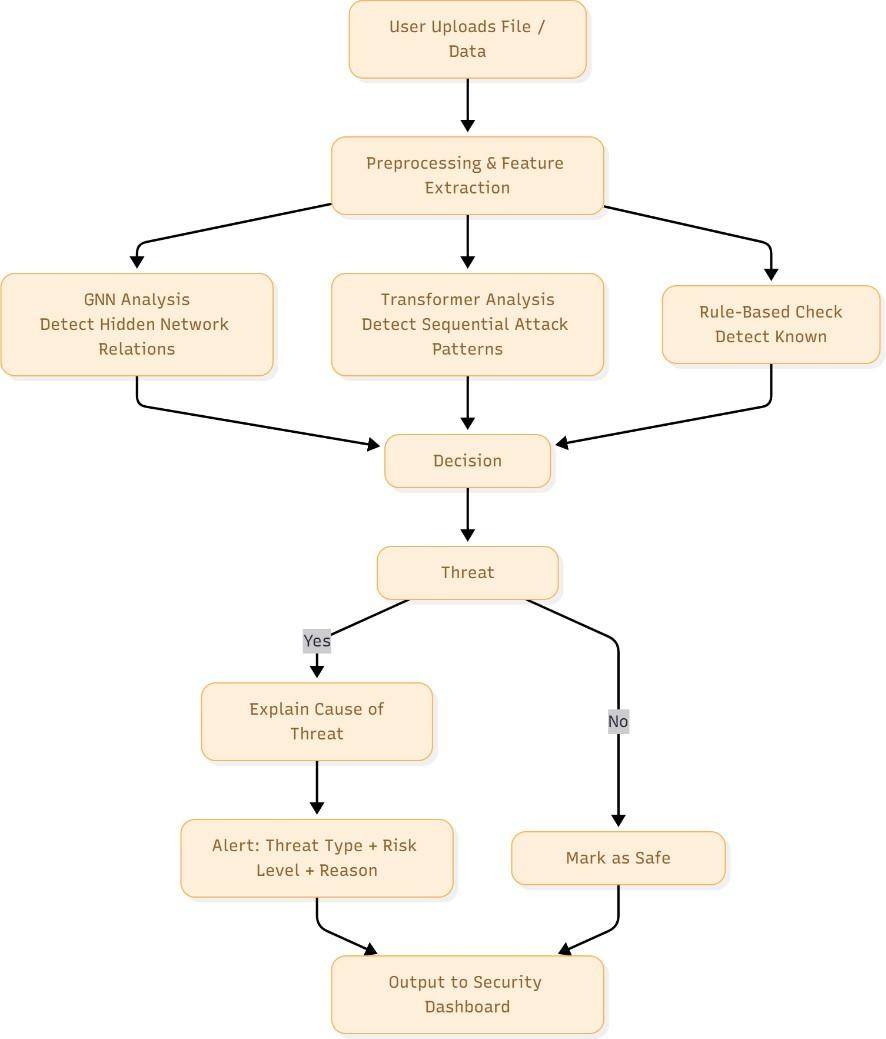 User Uploads File /
Data
Preprocessing & Feature
Extraction
GNN Analysis
Detect Hidden Network
Relations
Transformer Analysis
Detect Sequential Attack
Patterns
Rule-Based Check
Detect Known
Decision
Threat
Yes
No
Explain Cause of
Threat
Alert: Threat Type + Risk
Level + Reason
Mark as Safe
Output to Security
Dashboard